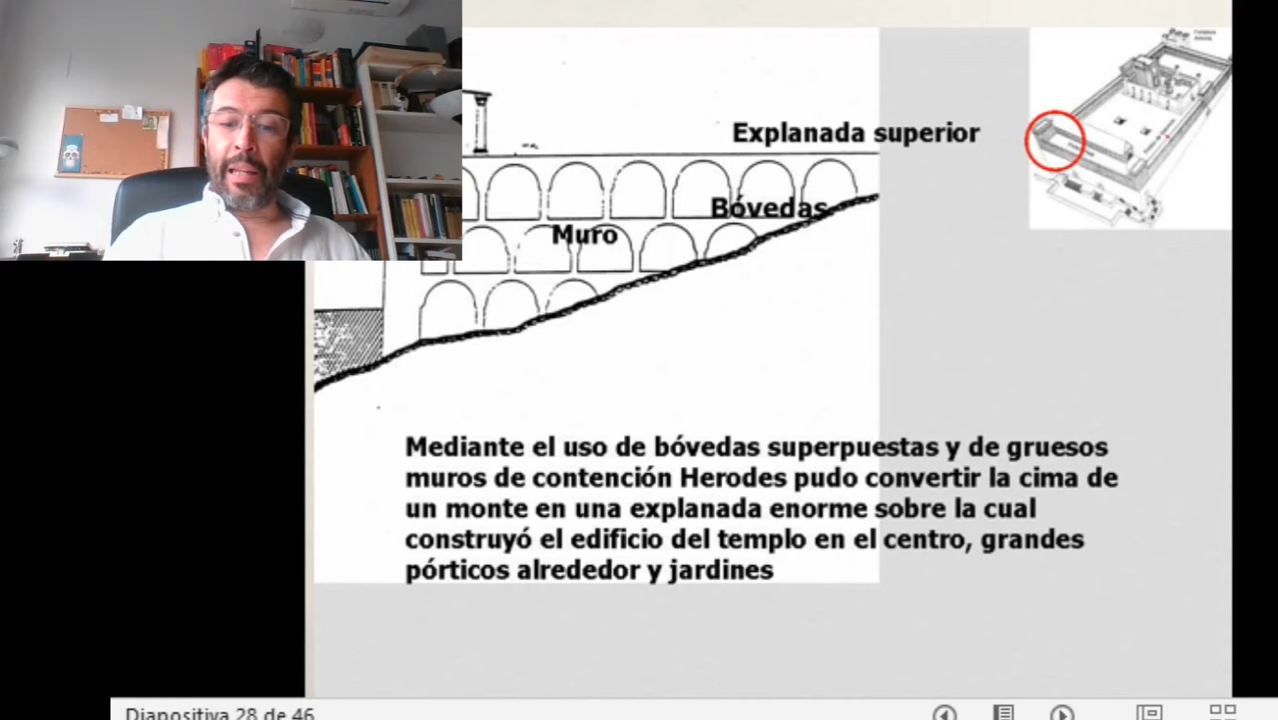 Explanada superior
Bóvedas
Muro
Mediante el uso de bóvedas superpuestas y de gruesos
muros de contención Herodes pudo convertir la cima de
un monte en una explanada enorme sobre la cual
construyó el edificio del templo en el centro, grandes
pórticos alrededor y jardines
Diapositiva 28 de 46